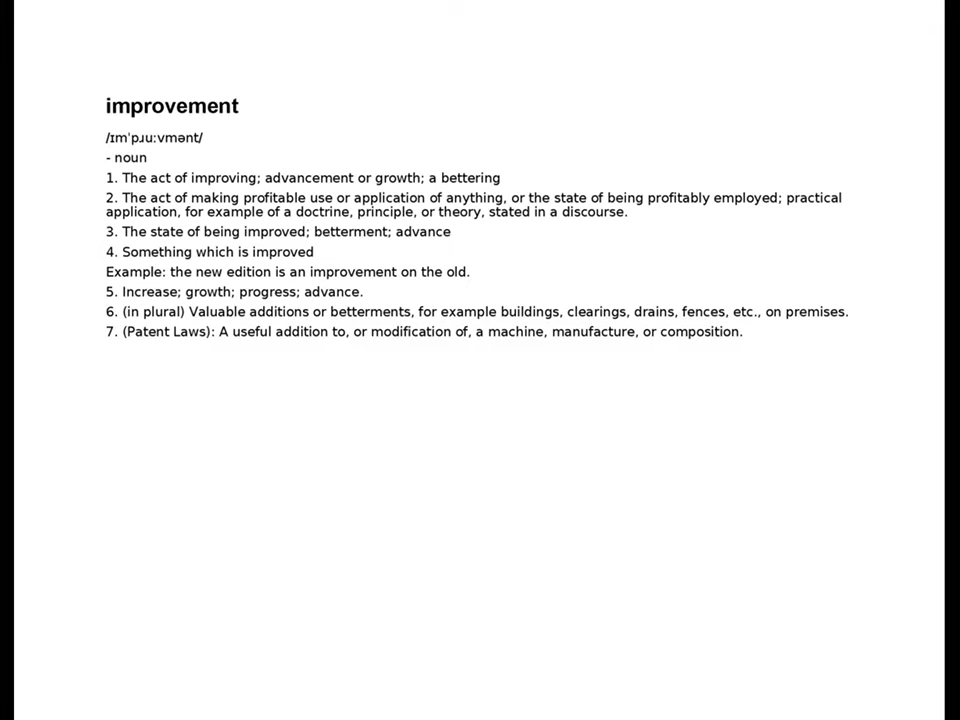 improvement
/ɪmˈpɹuːvmənt/
- noun
1. The act of improving; advancement or growth; a bettering
2. The act of making profitable use or application of anything, or the state of being profitably employed; practical
application, for example of a doctrine, principle, or theory, stated in a discourse.
3. The state of being improved; betterment; advance
4. Something which is improved
Example: the new edition is an improvement on the old.
5. Increase; growth; progress; advance.
6. (in plural) Valuable additions or betterments, for example buildings, clearings, drains, fences, etc., on premises.
7. (Patent Laws): A useful addition to, or modification of, a machine, manufacture, or composition.